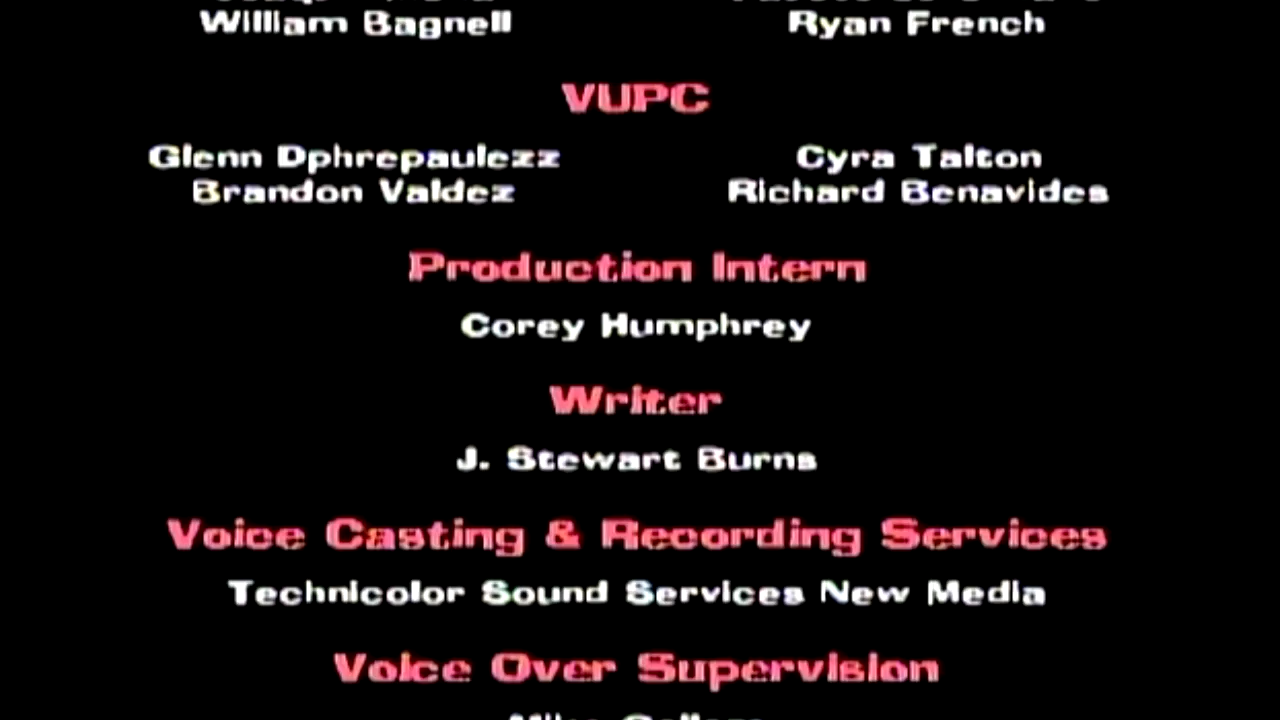 William Bagnell Ryan French
VUPC
Glenn Dphrepaulezz Cyra Talton
Brandon Valdez Richard Benavides
Production Intern
Corey Humphrey
Writer
J. Stewart Burns
Voice Casting & Recording Services
Technicolor Sound Services New Media
Voice Over Supervision